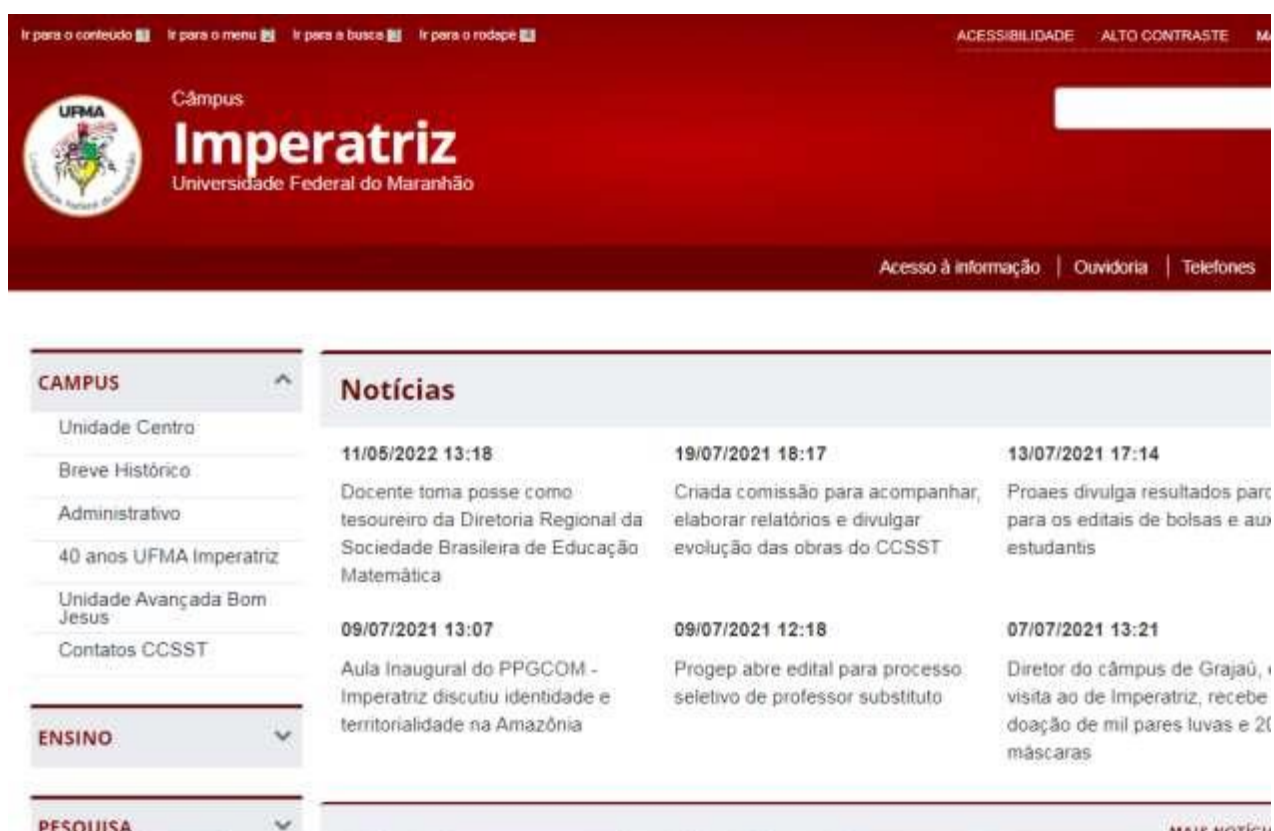 Ir para o conteúdo 1 Ir para o menu 2 Ir para a busca 3 Ir para o rodapé 4
ACESSIBILIDADE ALTO CONTRASTE
UFMA
Câmpus
Imperatriz
Universidade Federal do Maranhão
Acesso à informação | Ouvidoria | Telefones
CAMPUS
Unidade Centro
Breve Histórico
Administrativo
40 anos UFMA Imperatriz
Unidade Avançada Bom
Jesus
Contatos CCSST
ENSINO
PESQUISA
Notícias
11/05/2022 13:18
Docente toma posse como
tesoureiro da Diretoria Regional da
Sociedade Brasileira de Educação
Matemática
19/07/2021 18:17
Criada comissão para acompanhar,
elaborar relatórios e divulgar
evolução das obras do CCSST
13/07/2021 17:14
Proaes divulga resultados
para os editais de bolsas e
estudantis
09/07/2021 13:07
Aula Inaugural do PPGCOM -
Imperatriz discutiu identidade e
territorialidade na Amazônia
09/07/2021 12:18
Progep abre edital para processo
seletivo de professor substituto
07/07/2021 13:21
Diretor do câmpus de Grajaú,
visita ao de Imperatriz, recebe
doação de mil pares luvas e
máscaras
MAIS